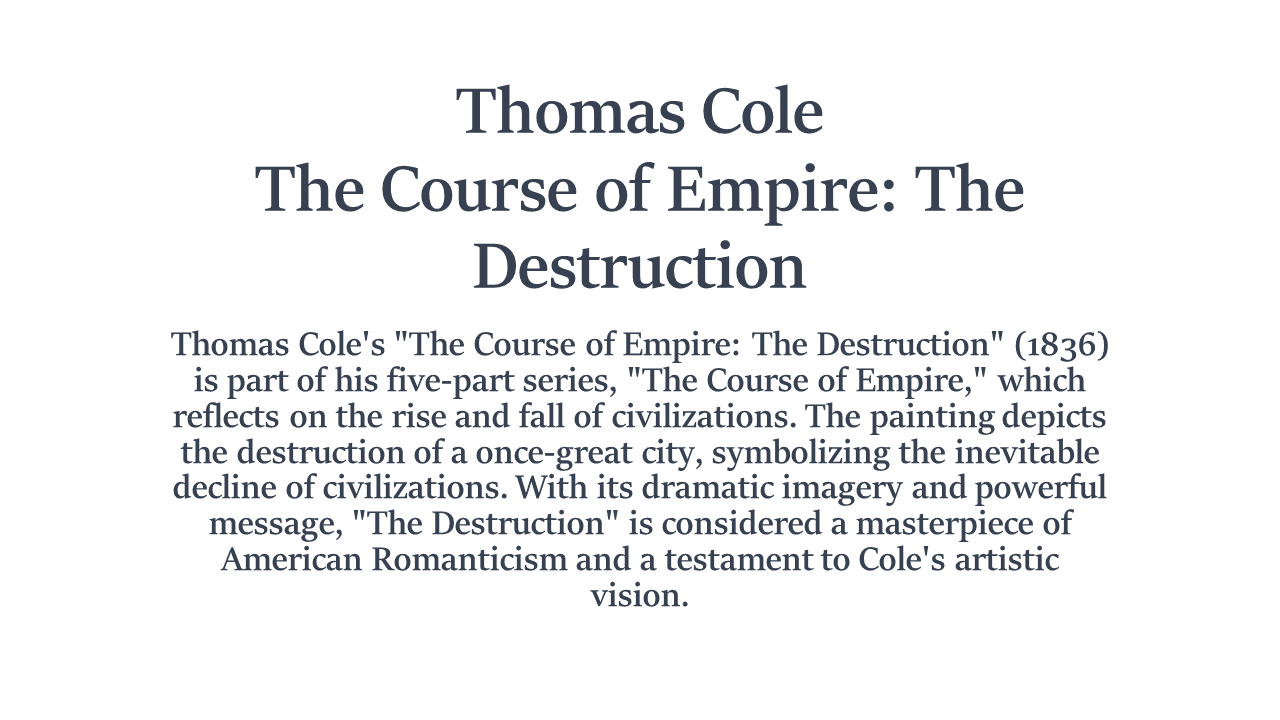 Thomas Cole
The Course of Empire: The
Destruction
Thomas Cole's "The Course of Empire: The Destruction" (1836)
is part of his five-part series, "The Course of Empire," which
reflects on the rise and fall of civilizations. The painting depicts
the destruction of a once-great city, symbolizing the inevitable
decline of civilizations. With its dramatic imagery and powerful
message, "The Destruction" is considered a masterpiece of
American Romanticism and a testament to Cole's artistic
vision.